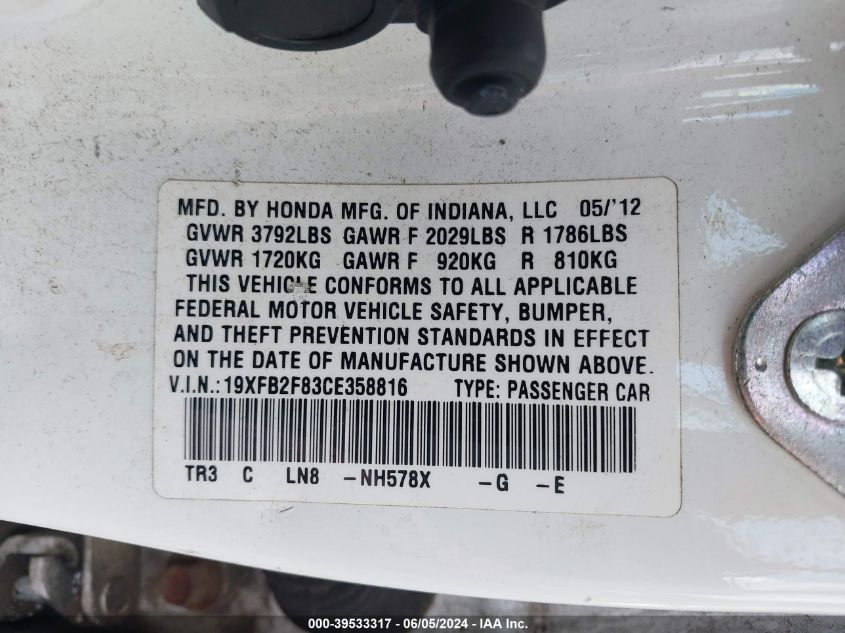 MFD. BY HONDA MFG. OF INDIANA, LLC 05/'12
GVWR 3792LBS GAWR F 2029LBS R 1786LBS
GVWR 1720KG GAWR F 920KG R 810KG
THIS VEHICLE CONFORMS TO ALL APPLICABLE
FEDERAL MOTOR VEHICLE SAFETY, BUMPER,
AND THEFT PREVENTION STANDARDS IN EFFECT
ON THE DATE OF MANUFACTURE SHOWN ABOVE.
V.I.N.:19XFB2F83CE358816 TYPE: PASSENGER CAR
TR3 C LN8 -NH578X -G -E
000-39533317 - 06/05/2024 - IAA Inc.